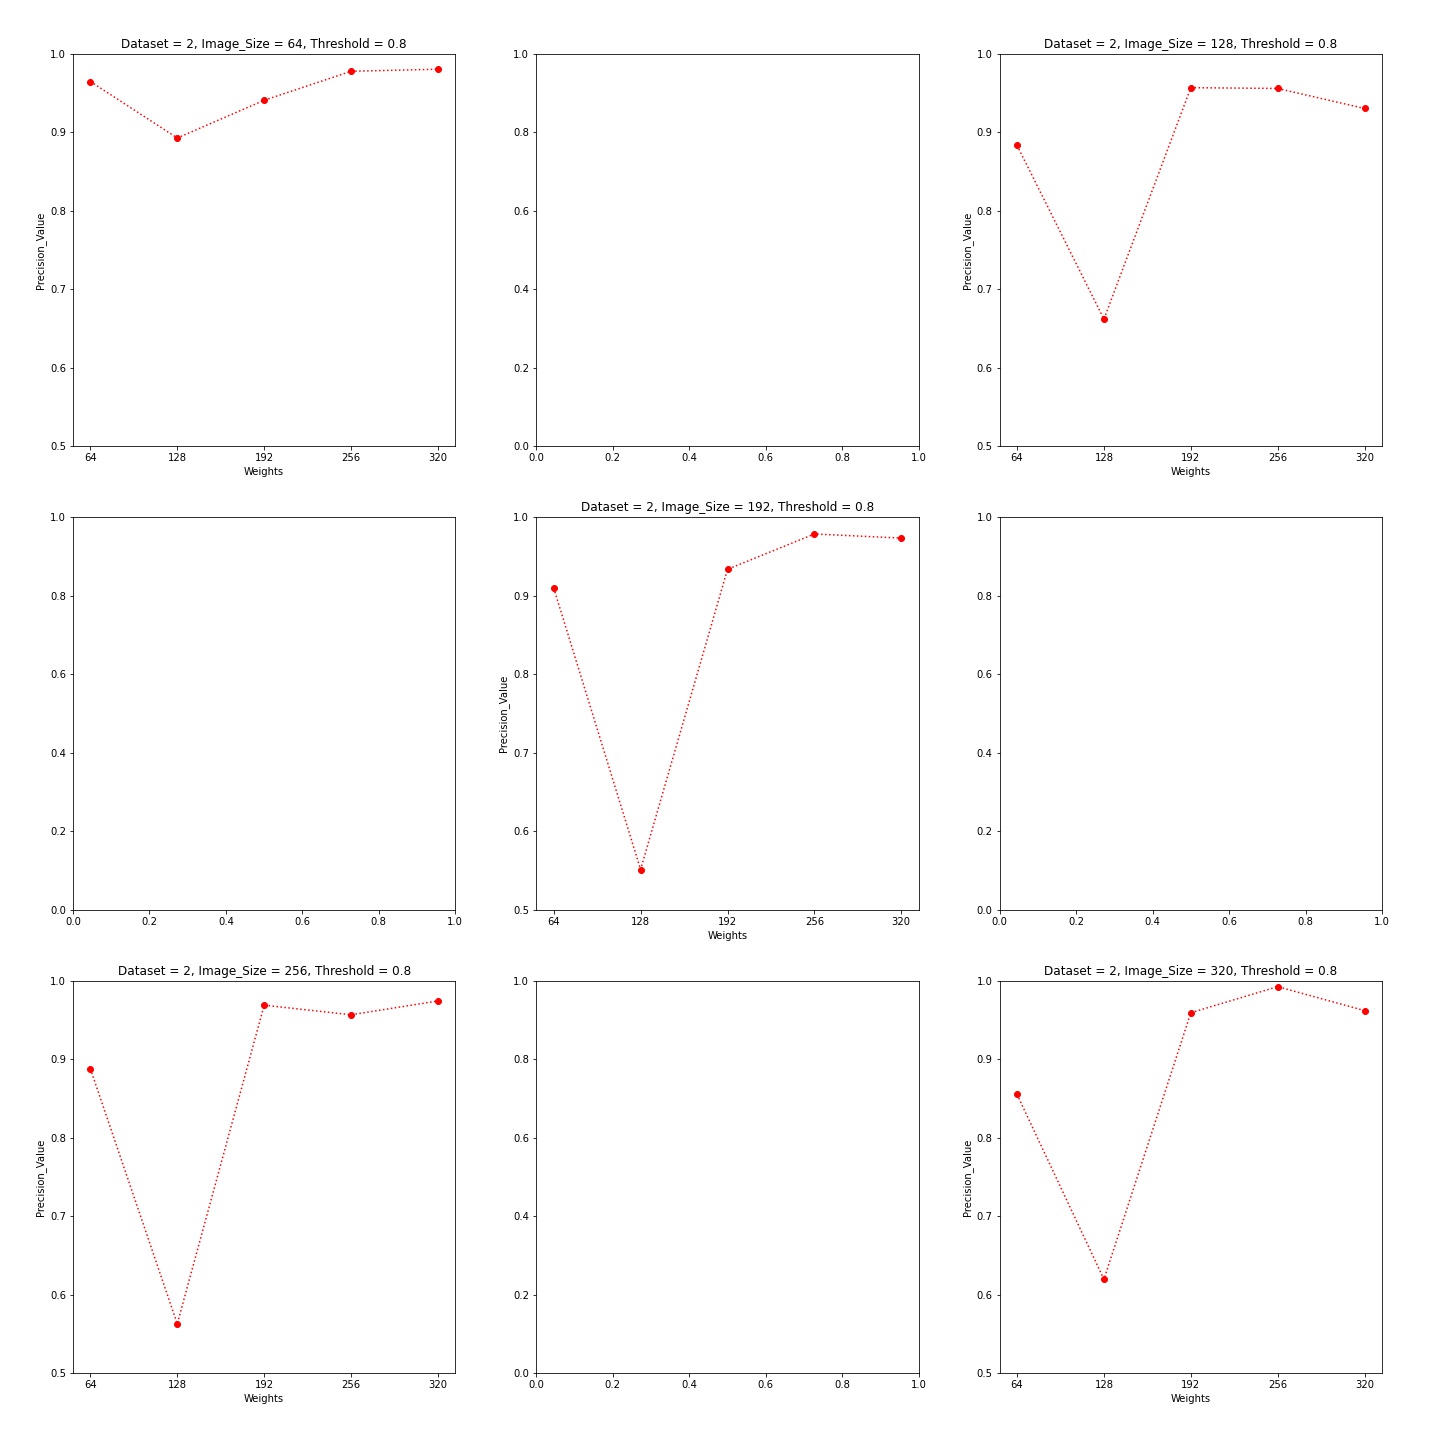 Dataset = 2, Image_Size = 64, Threshold = 0.8
1.0
0.9
0.8
0.7
0.6
0.5
Precision_Value
64 128 192 256 320
Weights
1.0
0.8
0.6
0.4
0.2
0.0
0.0 0.2 0.4 0.6 0.8 1.0
Dataset = 2, Image_Size = 128, Threshold = 0.8
1.0
0.9
0.8
0.7
0.6
0.5
Precision_Value
64 128 192 256 320
Weights
1.0
0.8
0.6
0.4
0.2
0.0
0.0 0.2 0.4 0.6 0.8 1.0
Dataset = 2, Image_Size = 192, Threshold = 0.8
1.0
0.9
0.8
0.7
0.6
0.5
Precision_Value
64 128 192 256 320
Weights
1.0
0.8
0.6
0.4
0.2
0.0
0.0 0.2 0.4 0.6 0.8 1.0
Dataset = 2, Image_Size = 256, Threshold = 0.8
1.0
0.9
0.8
0.7
0.6
0.5
Precision_Value
64 128 192 256 320
Weights
1.0
0.8
0.6
0.4
0.2
0.0
0.0 0.2 0.4 0.6 0.8 1.0
Dataset = 2, Image_Size = 320, Threshold = 0.8
1.0
0.9
0.8
0.7
0.6
0.5
Precision_Value
64 128 192 256 320
Weights